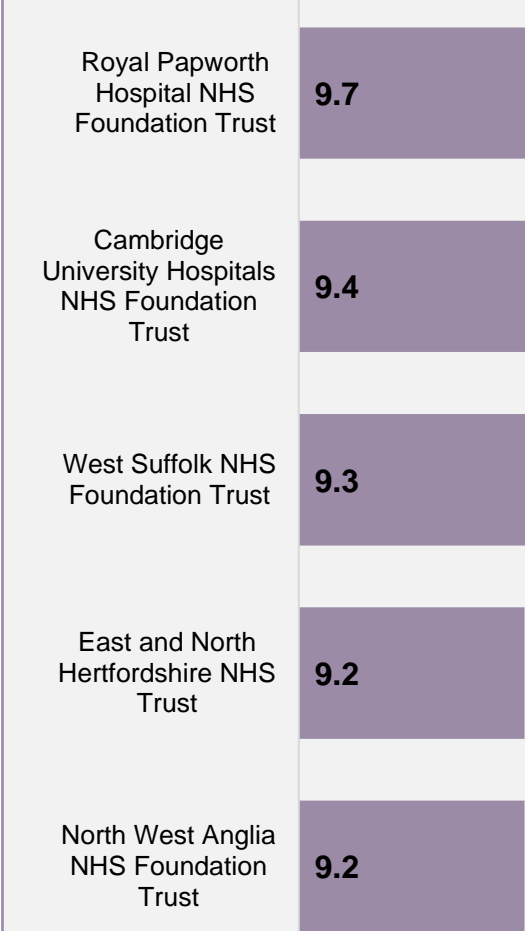 Royal Papworth
Hospital NHS
Foundation Trust
9.7
Cambridge
University Hospitals
NHS Foundation
Trust
9.4
West Suffolk NHS
Foundation Trust
9.3
East and North
Hertfordshire NHS
Trust
9.2
North West Anglia
NHS Foundation
Trust
9.2